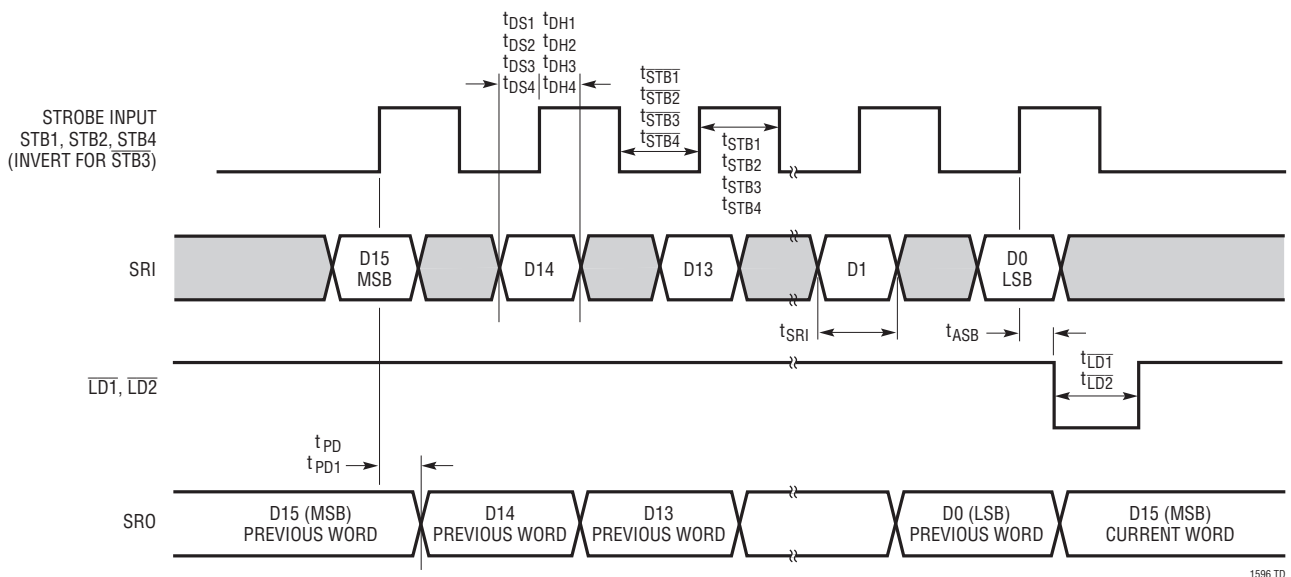 tDS1 tDH1
tDS2 tDH2
tDS3 tDH3
tDS4 tDH4
tSTB1
tSTB2
tSTB3
tSTB4
STROBE INPUT
STB1, STB2, STB4
(INVERT FOR STB3)
tSTB1
tSTB2
tSTB3
tSTB4
SRI
D15
MSB
D14
D13
D1
D0
LSB
tSRI
tASB
LD1, LD2
tLD1
tLD2
tPD
tPD1
SRO
D15 (MSB)
PREVIOUS WORD
D14
PREVIOUS WORD
D13
PREVIOUS WORD
D0 (LSB)
PREVIOUS WORD
D15 (MSB)
CURRENT WORD
1596 TD